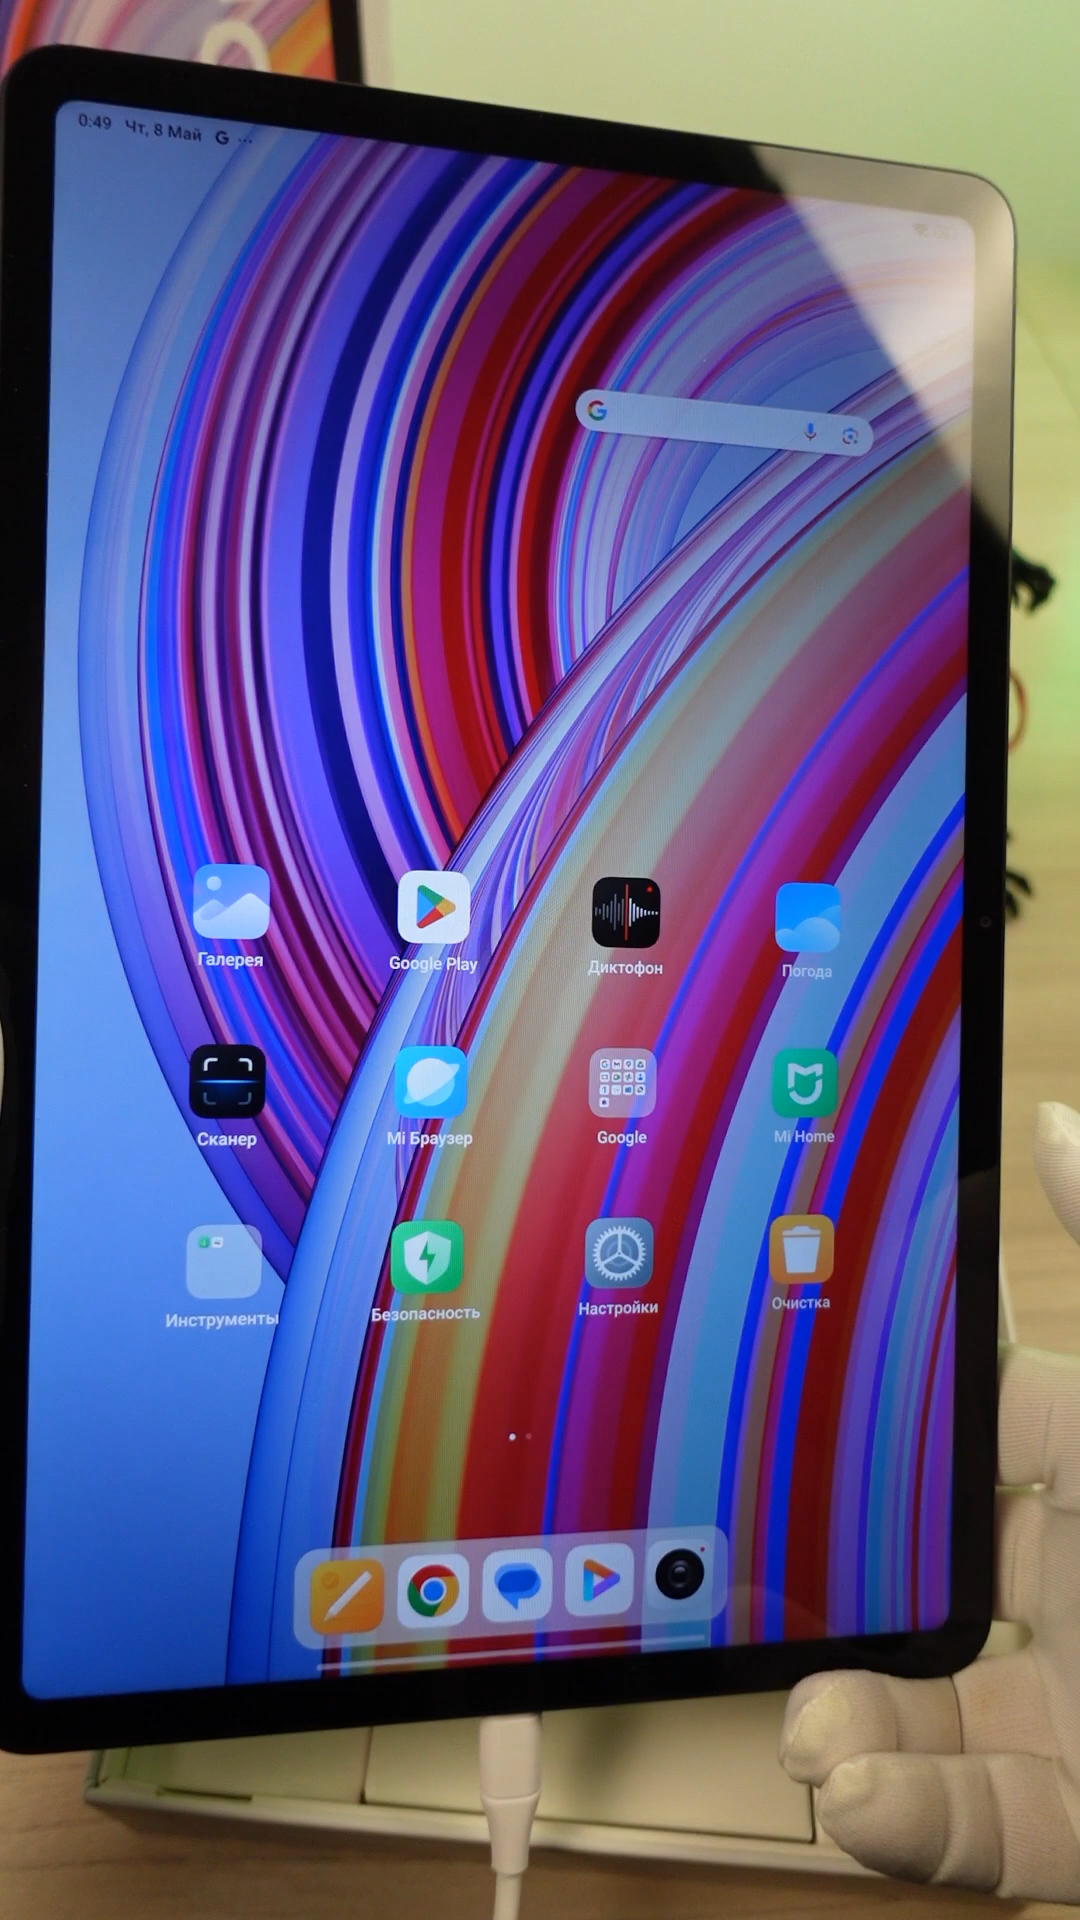 0:49 Чт, 8 Май G ...
Галерея
Google Play
Диктофон
Погода
Сканер
Mi Браузер
Google
Mi Home
Инструменты
Безопасность
Настройки
Очистка